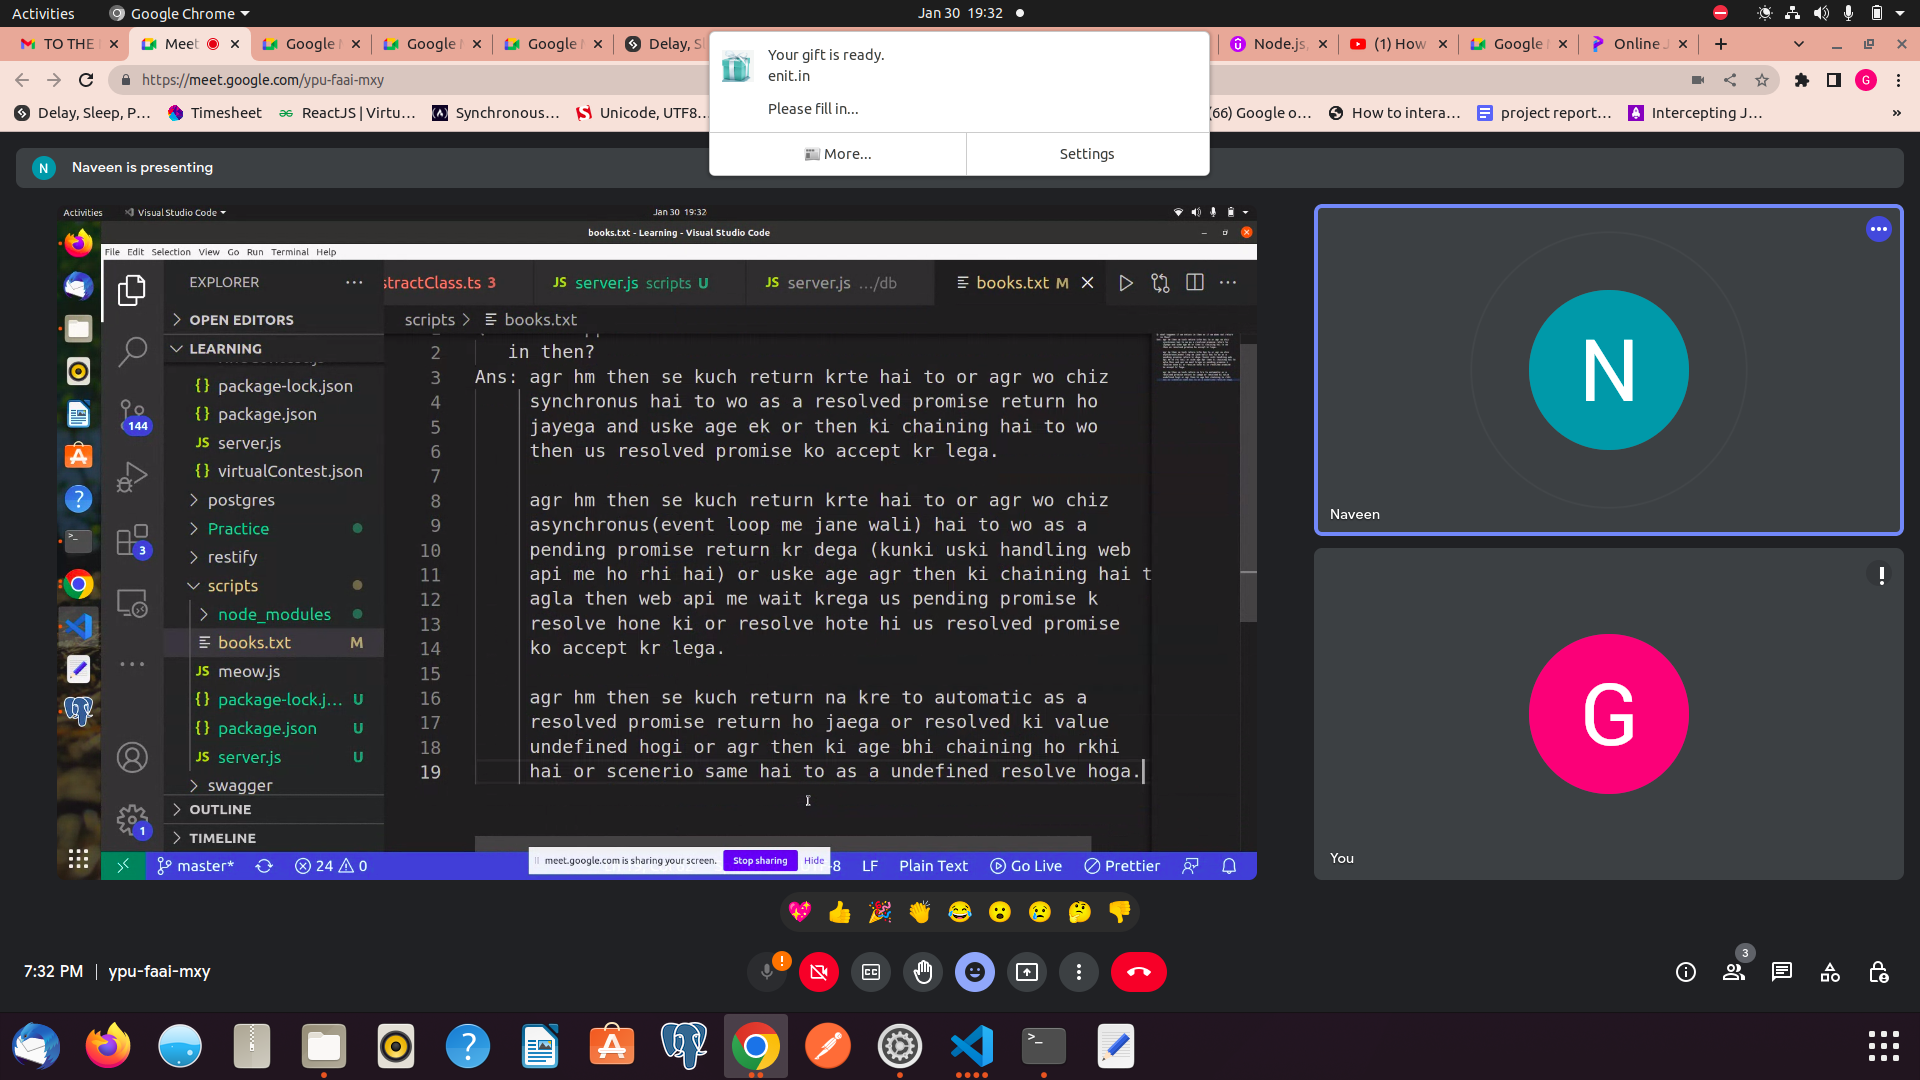 Activities
Google Chrome
Jan 30 19:32
TO THE
Meet
Google
Google
Google
Delay, S
Node.js,
(1) How
Google
Online
https://meet.google.com/ypu-faai-mxy
G
Delay, Sleep, P…
Timesheet
ReactJS | Virtu…
Synchronous…
Unicode, UTF8…
(66) Google o…
How to intera…
project report…
Intercepting J…
»
Your gift is ready.
enit.in
Please fill in...
More...
Settings
N
Naveen is presenting
Activities
Visual Studio Code
Jan 30 19:32
books.txt - Learning - Visual Studio Code
File Edit Selection View Go Run Terminal Help
EXPLORER
stractClass.ts 3
JS server.js scripts U
JS server.js .../db
books.txt M
OPEN EDITORS
LEARNING
scripts > books.txt
{} package-lock.json
{} package.json
JS server.js
{} virtualContest.json
postgres
Practice
restify
scripts
node_modules
books.txt M
JS meow.js
{} package-lock.j... U
{} package.json U
JS server.js U
swagger
OUTLINE
TIMELINE
144
3
1
2 in then?
3 Ans: agr hm then se kuch return krte hai to or agr wo chiz
4 synchronus hai to wo as a resolved promise return ho
5 jayega and uske age ek or then ki chaining hai to wo
6 then us resolved promise ko accept kr lega.
7
8 agr hm then se kuch return krte hai to or agr wo chiz
9 asynchronus(event loop me jane wali) hai to wo as a
10 pending promise return kr dega (kunki uski handling web
11 api me ho rhi hai) or uske age agr then ki chaining hai t
12 agla then web api me wait krega us pending promise k
13 resolve hone ki or resolve hote hi us resolved promise
14 ko accept kr lega.
15
16 agr hm then se kuch return na kre to automatic as a
17 resolved promise return ho jaega or resolved ki value
18 undefined hogi or agr then ki age bhi chaining ho rkhi
19 hai or scenerio same hai to as a undefined resolve hoga.
master*
24
0
meet.google.com is sharing your screen.
Stop sharing
Hide
-8
LF
Plain Text
Go Live
Prettier
N
Naveen
G
You
7:32 PM | ypu-faai-mxy
3